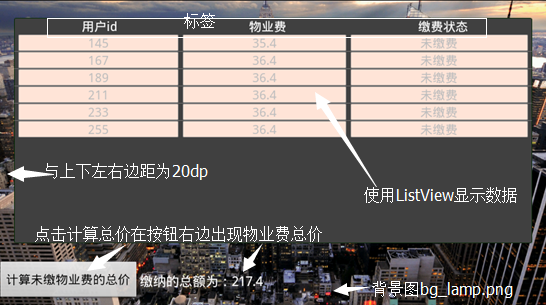 标签
用户id 物业费 缴费状态
145 35.4 未缴费
167 36.4 未缴费
189 36.4 未缴费
211 36.4 未缴费
233 36.4 未缴费
255 36.4 未缴费
与上下左右边距为20dp
使用ListView显示数据
点击计算总价在按钮右边出现物业费总价
计算未缴物业费的总价 缴纳的总额为：217.4
背景图bg_lamp.png